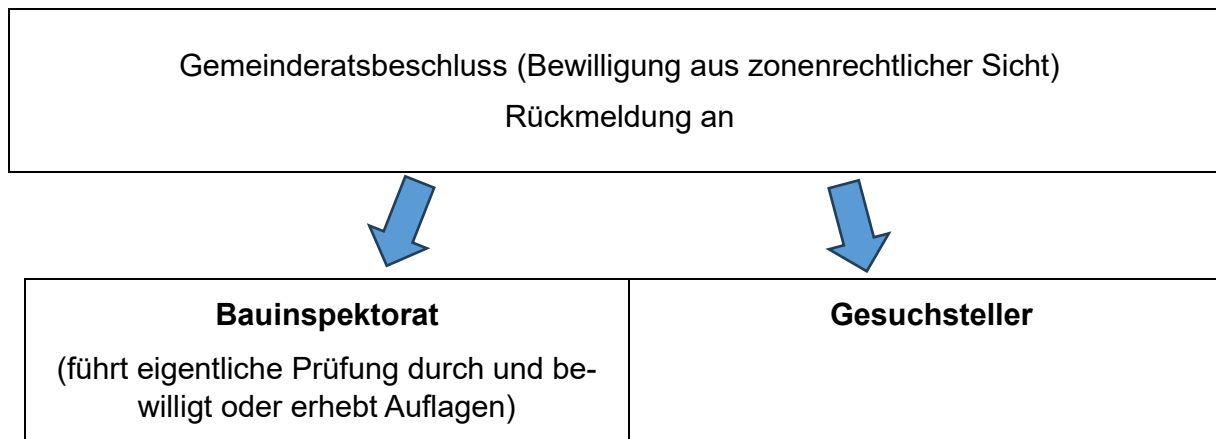 Gemeinderatsbeschluss (Bewilligung aus zonenrechtlicher Sicht)
Rückmeldung an
Bauinspektorat
(führt eigentliche Prüfung durch und be-
willigt oder erhebt Auflagen)
Gesuchsteller